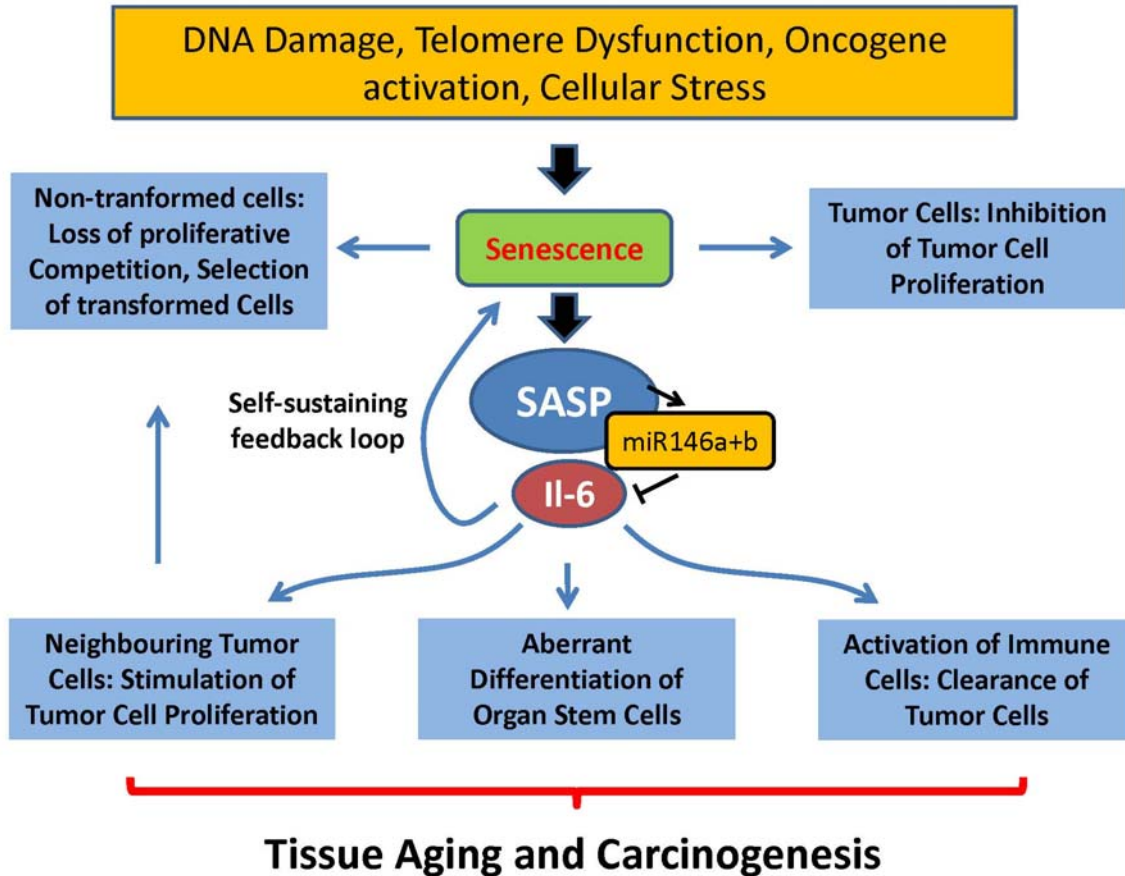 DNA Damage, Telomere Dysfunction, Oncogene
activation, Cellular Stress
Non-tranformed cells:
Loss of proliferative
Competition, Selection
of transformed Cells
Senescence
Tumor Cells: Inhibition
of Tumor Cell
Proliferation
Self-sustaining
feedback loop
SASP
miR146a+b
Il-6
Neighbouring Tumor
Cells: Stimulation of
Tumor Cell Proliferation
Aberrant
Differentiation of
Organ Stem Cells
Activation of Immune
Cells: Clearance of
Tumor Cells
Tissue Aging and Carcinogenesis